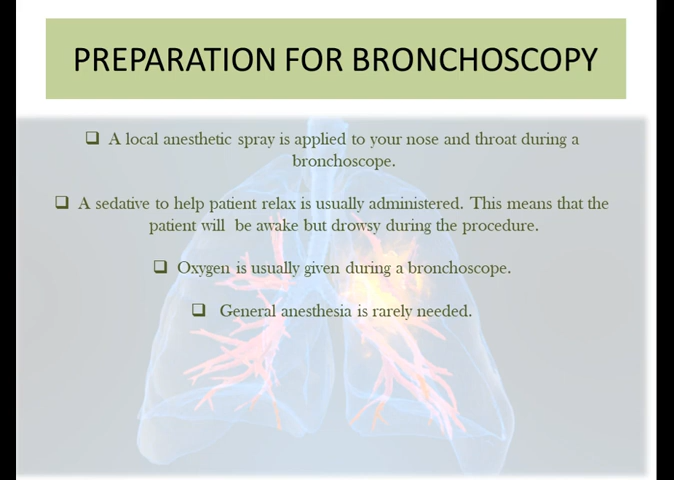 PREPARATION FOR BRONCHOSCOPY
❑ A local anesthetic spray is applied to your nose and throat during a
bronchoscope.
❑ A sedative to help patient relax is usually administered. This means that the
patient will be awake but drowsy during the procedure.
❑ Oxygen is usually given during a bronchoscope.
❑ General anesthesia is rarely needed.